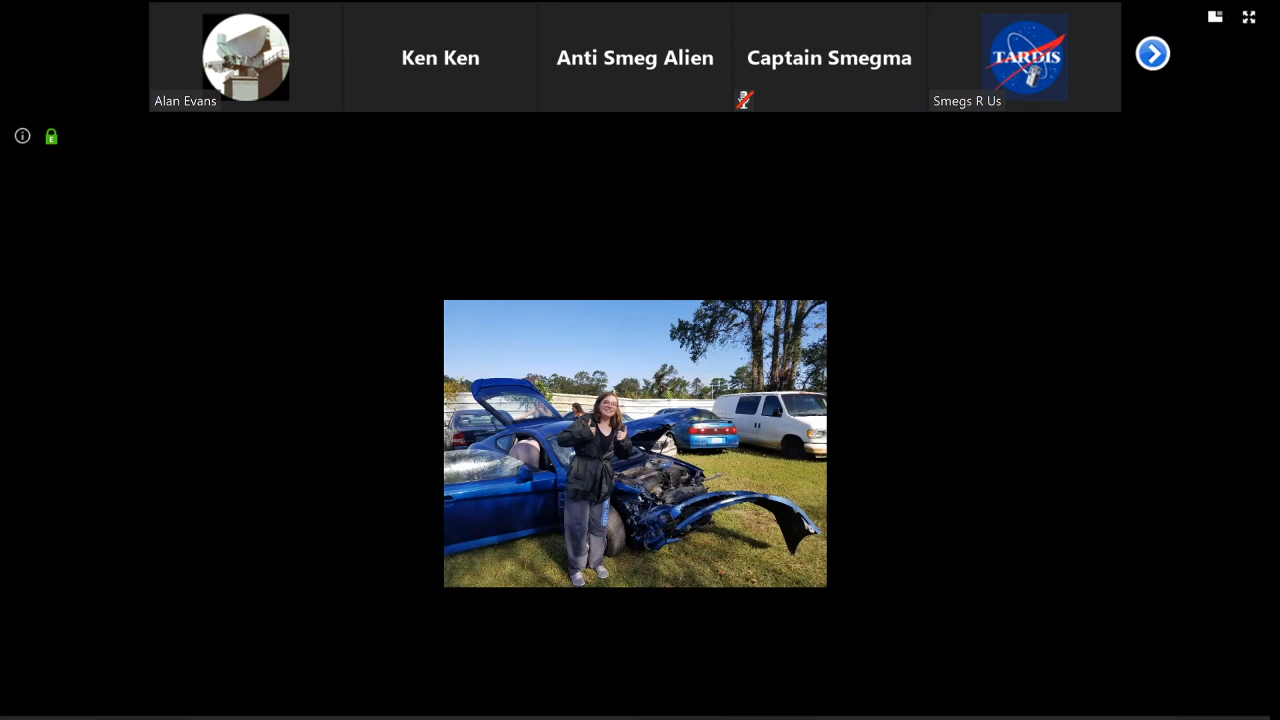 Ken Ken
Anti Smeg Alien
Captain Smegma
TARDIS
Alan Evans
Smegs R Us
E